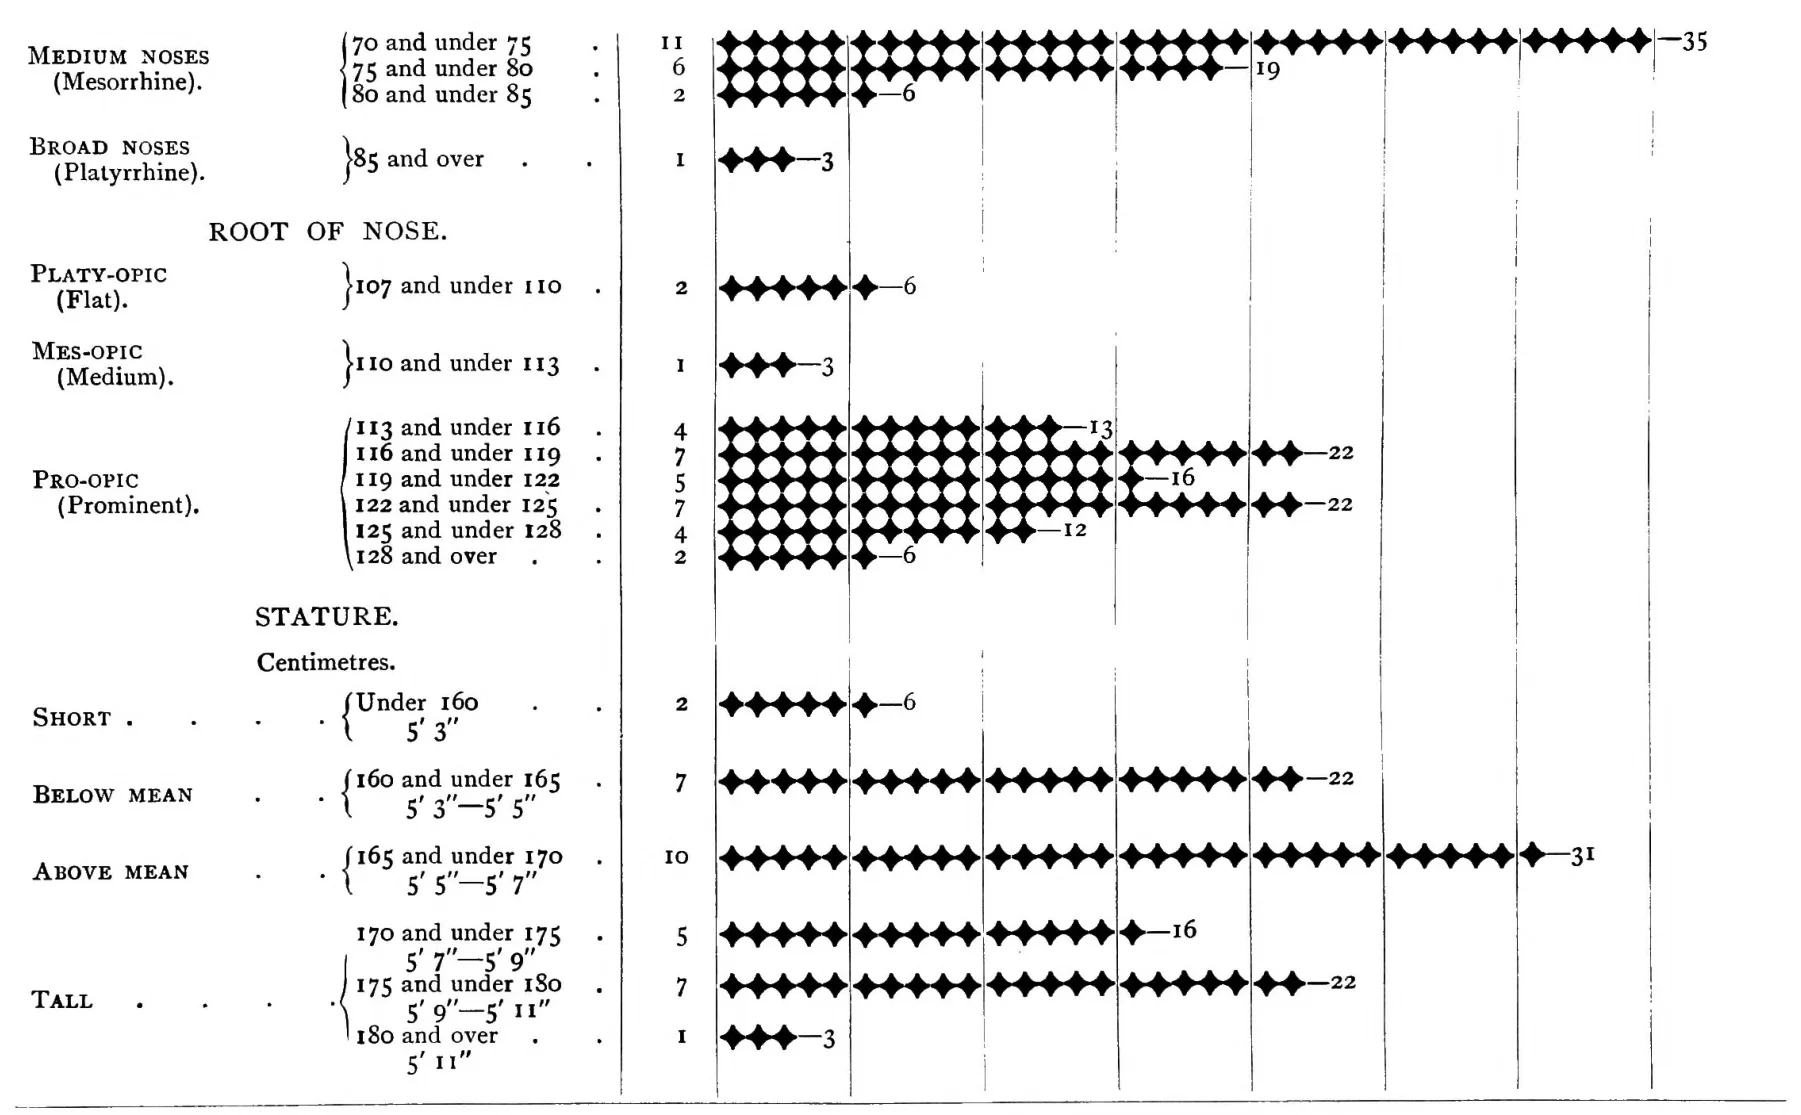 MEDIUM NOSES
(Mesorrhine).
70 and under 75 . 11 —35
75 and under 80 . 6 —19
80 and under 85 . 2 —6
BROAD NOSES
(Platyrrhine).
85 and over . . 1 —3
ROOT OF NOSE.
PLATY-OPIC
(Flat).
107 and under 110 . 2 —6
MES-OPIC
(Medium).
110 and under 113 . 1 —3
PRO-OPIC
(Prominent).
113 and under 116 . 4 —13
116 and under 119 . 7 —22
119 and under 122 5 —16
122 and under 125 . 7 —22
125 and under 128 . 4 —12
128 and over . . 2 —6
STATURE.
Centimetres.
SHORT . . . . Under 160 . . 2 —6
5′ 3″
BELOW MEAN . . 160 and under 165 . 7 —22
5′ 3″—5′ 5″
ABOVE MEAN . . 165 and under 170 . 10 —31
5′ 5″—5′ 7″
170 and under 175 . 5 —16
5′ 7″—5′ 9″
TALL . . . . 175 and under 180 . 7 —22
5′ 9″—5′ 11″
180 and over . . 1 —3
5′ 11″